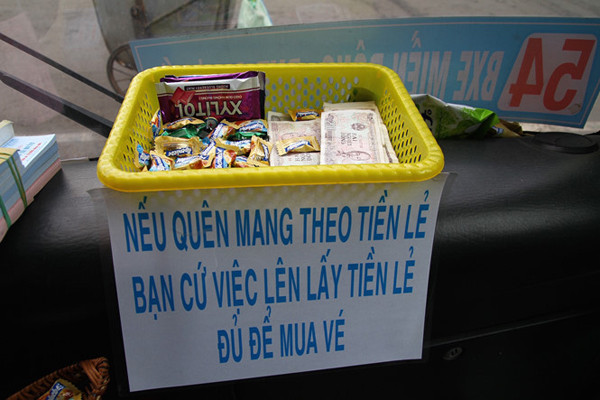 54 BXE MIỀN ĐÔNG
XYLITOL
NẾU QUÊN MANG THEO TIỀN LẺ
BẠN CỨ VIỆC LÊN LẤY TIỀN LẺ
ĐỦ ĐỂ MUA VÉ